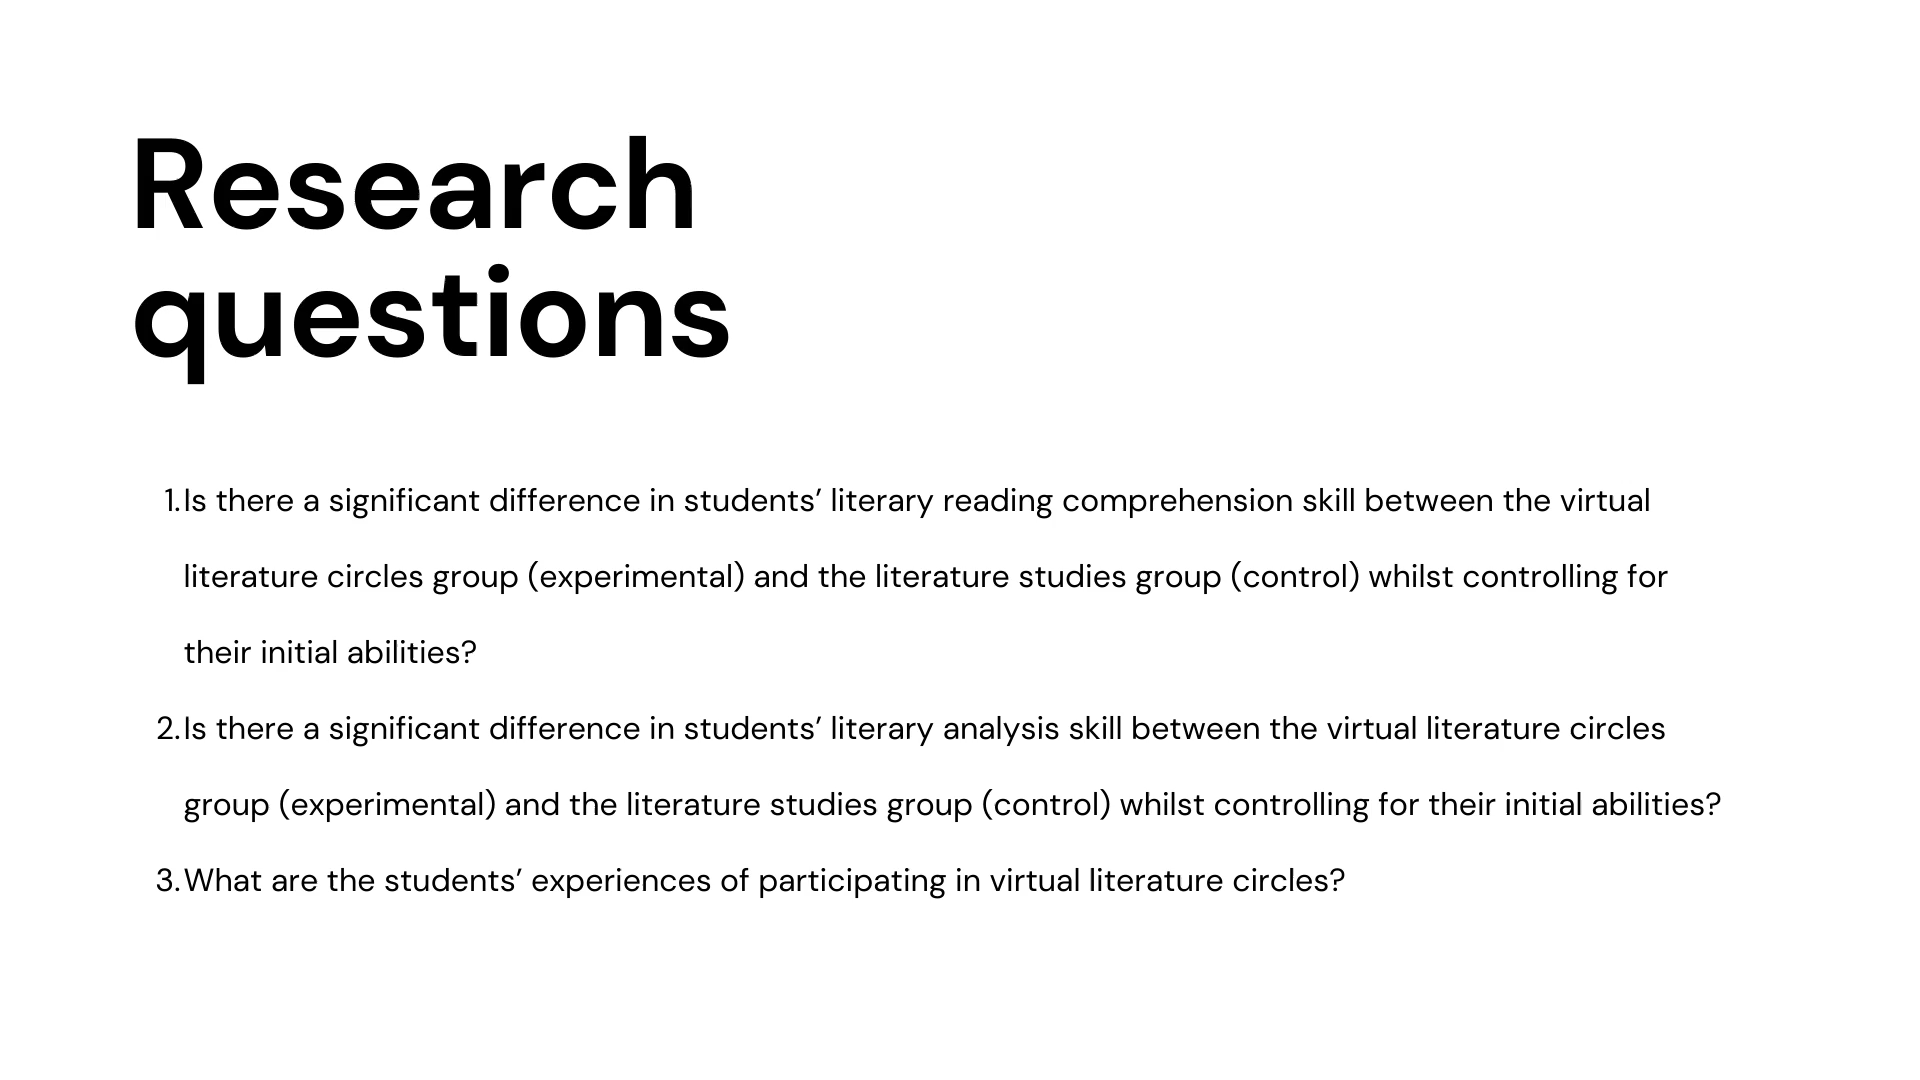 Research
questions
1. Is there a significant difference in students’ literary reading comprehension skill between the virtual
literature circles group (experimental) and the literature studies group (control) whilst controlling for
their initial abilities?
2. Is there a significant difference in students’ literary analysis skill between the virtual literature circles
group (experimental) and the literature studies group (control) whilst controlling for their initial abilities?
3. What are the students’ experiences of participating in virtual literature circles?